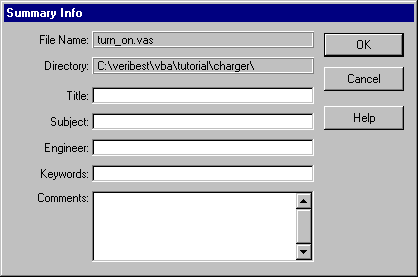 Summary Info
File Name: turn_on.vas
OK
Directory: C:\veribest\vba\tutorial\charger\
Cancel
Title:
Subject:
Help
Engineer:
Keywords:
Comments: